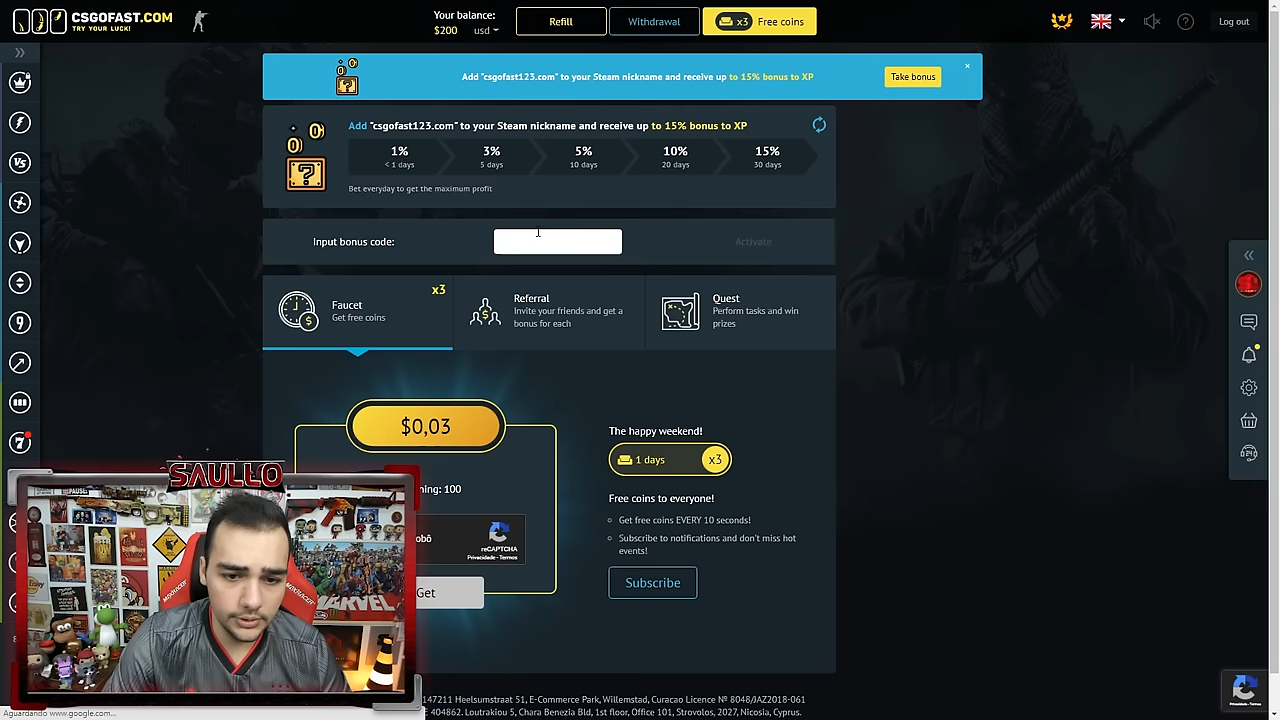 CSGOFAST.COM
TRY YOUR LUCK!
Your balance:
$200 usd
Refill
Withdrawal
x3 Free coins
Log out
Add "csgofast123.com" to your Steam nickname and receive up to 15% bonus to XP
Take bonus
Add "csgofast123.com" to your Steam nickname and receive up to 15% bonus to XP
1% 3% 5% 10% 15%
< 1 days 5 days 10 days 20 days 30 days
Bet everyday to get the maximum profit
Input bonus code:
Activate
Faucet
Get free coins
x3
Referral
Invite your friends and get a
bonus for each
Quest
Perform tasks and win
prizes
$0,03
ning: 100
obô
reCAPTCHA
Privacidade - Termos
Get
The happy weekend!
1 days x3
Free coins to everyone!
Get free coins EVERY 10 seconds!
Subscribe to notifications and don't miss hot
events!
Subscribe
VS
SAULLO
MARVEL
147211 Heelsumstraat 51, E-Commerce Park, Willemstad, Curacao Licence № 8048/JAZ2018-061
E 404862. Loutrakiou 5, Chara Benezia Bld, 1st floor, Office 101, Strovolos, 2027, Nicosia, Cyprus.
Aguardando www.google.com...